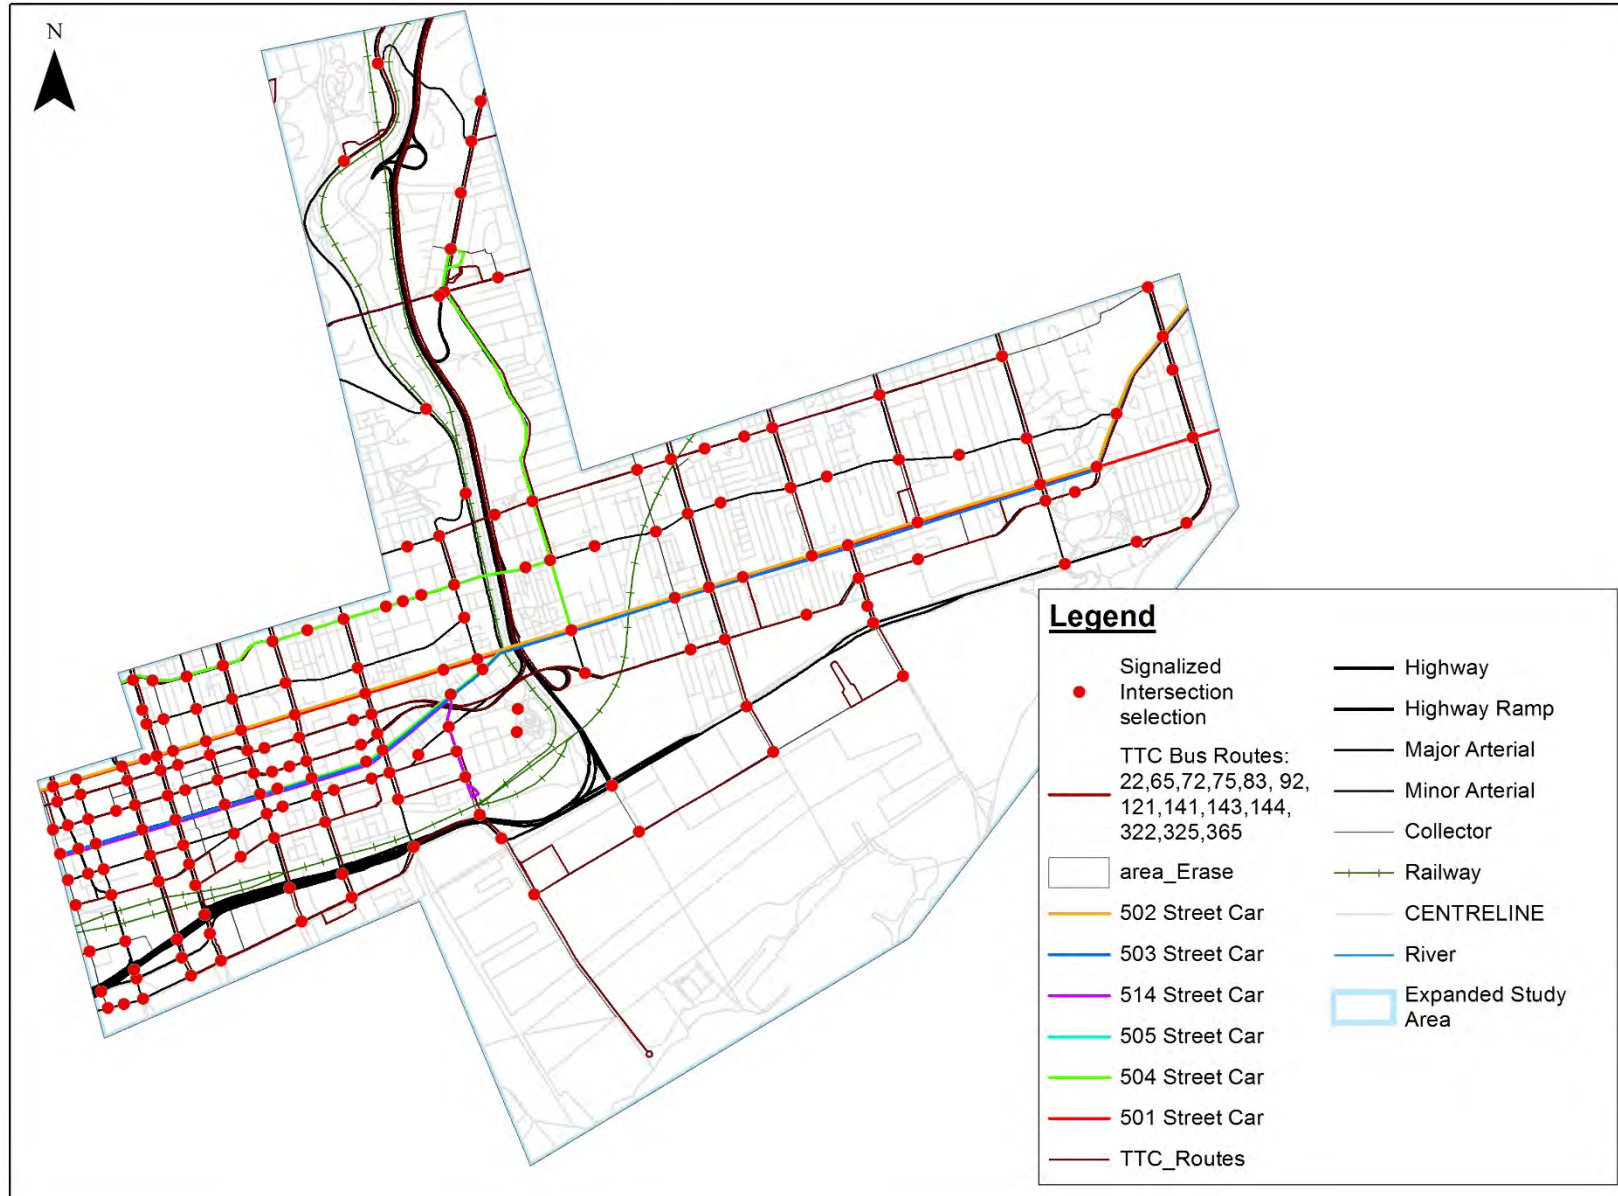 N
Legend
Signalized
Intersection
selection
TTC Bus Routes:
22,65,72,75,83, 92,
121,141,143,144,
322,325,365
area_Erase
502 Street Car
503 Street Car
514 Street Car
505 Street Car
504 Street Car
501 Street Car
TTC_Routes
Highway
Highway Ramp
Major Arterial
Minor Arterial
Collector
Railway
CENTRELINE
River
Expanded Study
Area